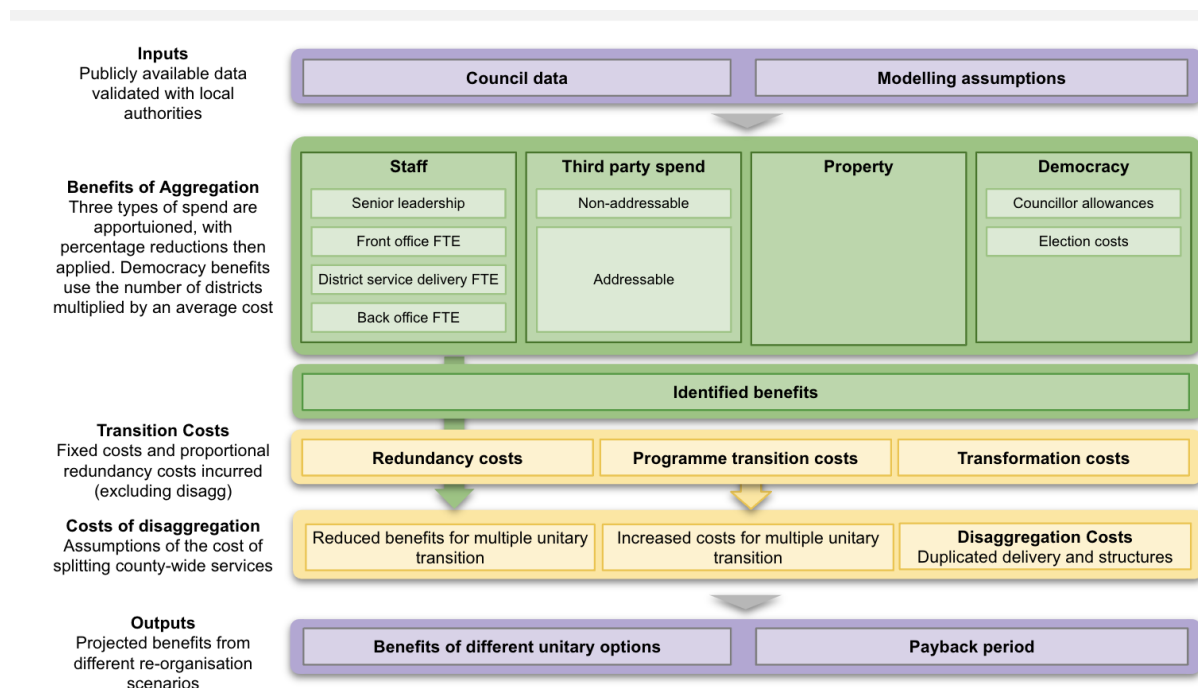 Inputs
Publicly available data
validated with local
authorities
Council data
Modelling assumptions
Benefits of Aggregation
Three types of spend are
apportuioned, with
percentage reductions then
applied. Democracy benefits
use the number of districts
multiplied by an average cost
Staff
Senior leadership
Front office FTE
District service delivery FTE
Back office FTE
Third party spend
Non-addressable
Addressable
Property
Democracy
Councillor allowances
Election costs
Identified benefits
Transition Costs
Fixed costs and proportional
redundancy costs incurred
(excluding disagg)
Redundancy costs
Programme transition costs
Transformation costs
Costs of disaggregation
Assumptions of the cost of
splitting county-wide services
Reduced benefits for multiple unitary
transition
Increased costs for multiple unitary
transition
Disaggregation Costs
Duplicated delivery and structures
Outputs
Projected benefits from
different re-organisation
scenarios
Benefits of different unitary options
Payback period